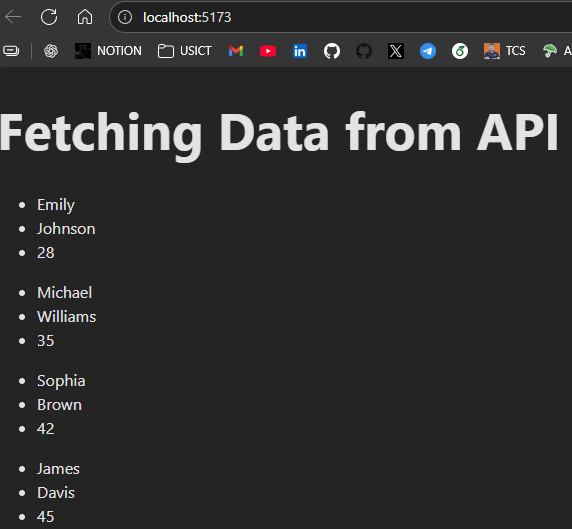 localhost:5173
NOTION USICT TCS A
Fetching Data from API
Emily
Johnson
28
Michael
Williams
35
Sophia
Brown
42
James
Davis
45